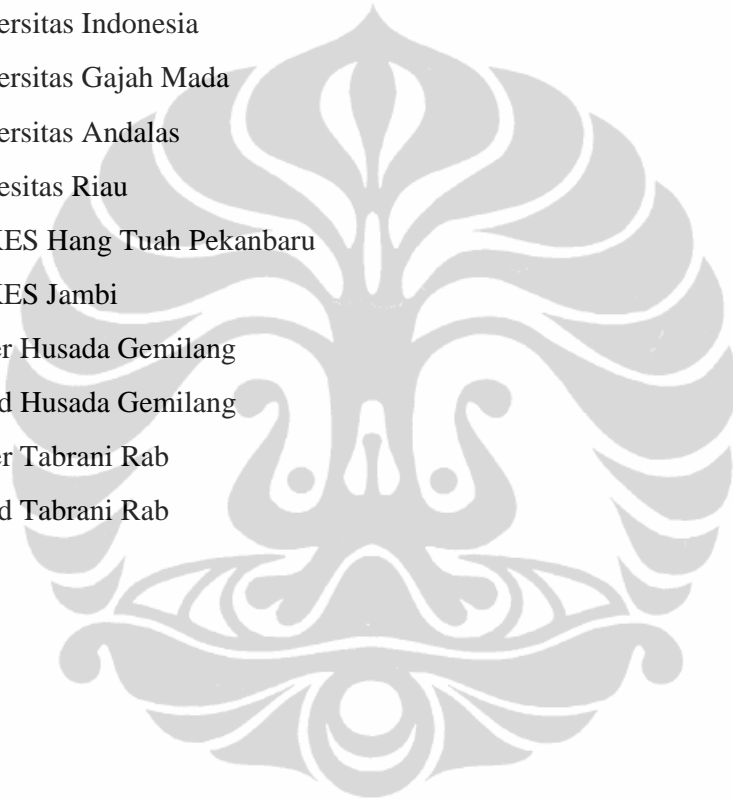 ersitas Indonesia
ersitas Gajah Mada
ersitas Andalas
esitas Riau
KES Hang Tuah Pekanbaru
KES Jambi
er Husada Gemilang
d Husada Gemilang
er Tabrani Rab
d Tabrani Rab